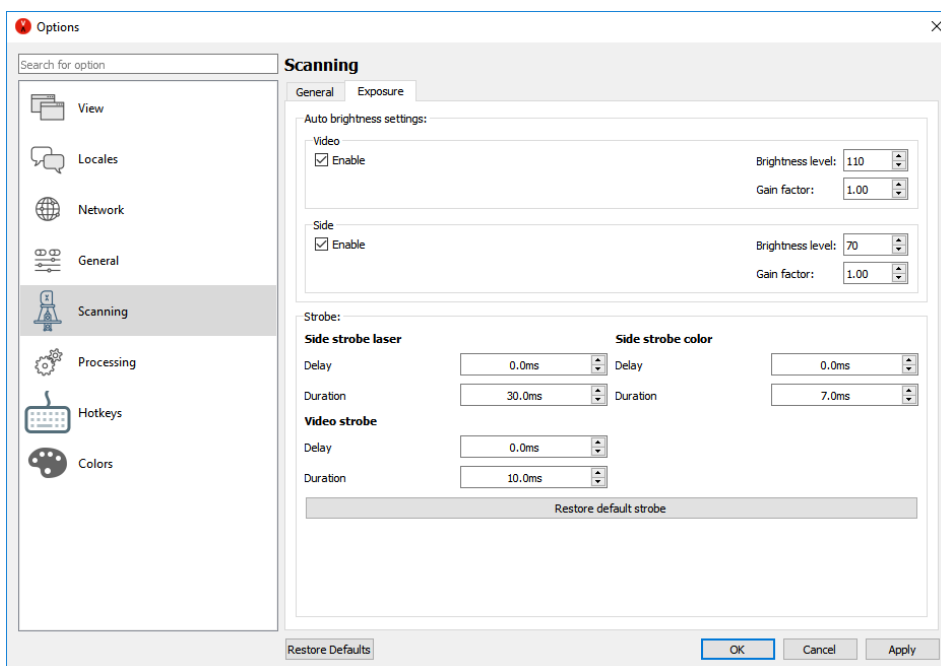 Options
Search for option
View
Locales
Network
General
Scanning
Processing
Hotkeys
Colors
Scanning
General Exposure
Auto brightness settings:
Video
Enable Brightness level: 110
Gain factor: 1.00
Side
Enable Brightness level: 70
Gain factor: 1.00
Strobe:
Side strobe laser Side strobe color
Delay 0.0ms Delay 0.0ms
Duration 30.0ms Duration 7.0ms
Video strobe
Delay 0.0ms
Duration 10.0ms
Restore default strobe
Restore Defaults OK Cancel Apply